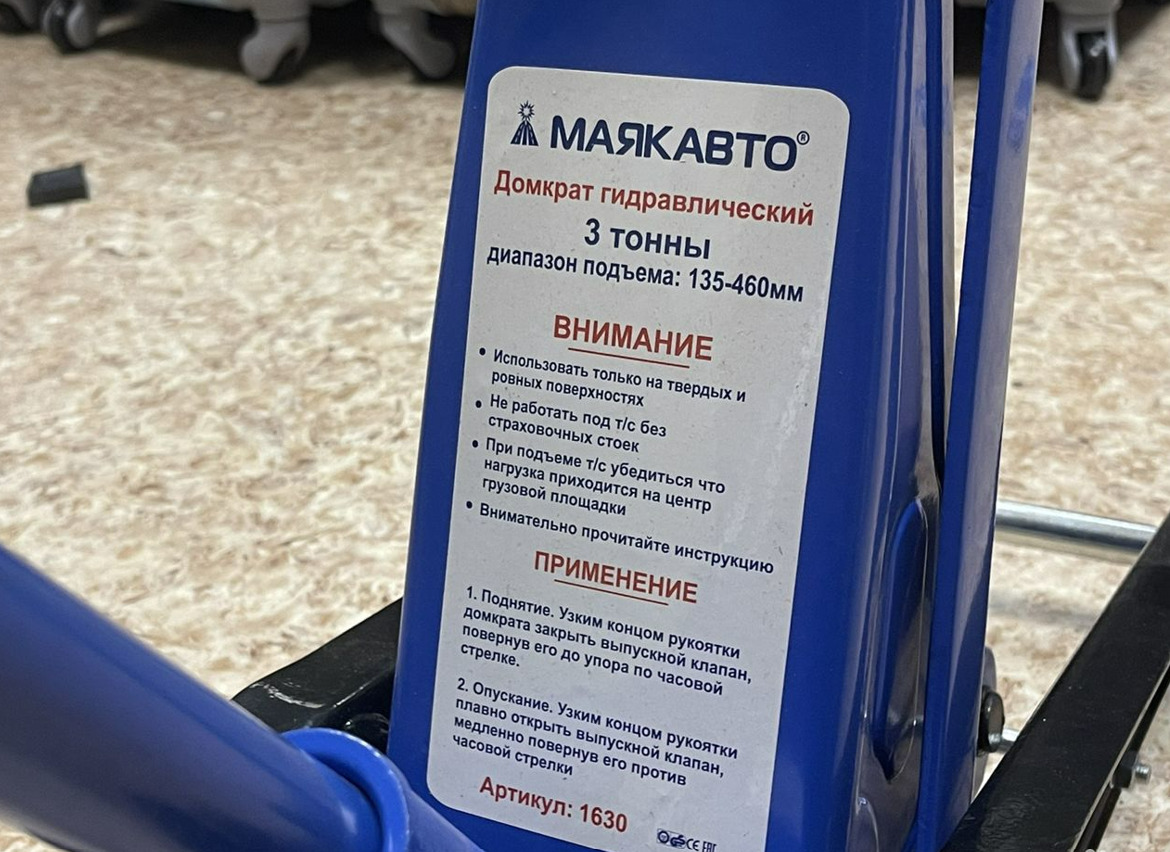 МАЯКАВТО®
Домкрат гидравлический
3 тонны
диапазон подъема: 135-460мм
ВНИМАНИЕ
• Использовать только на твердых и
ровных поверхностях
• Не работать под т/с без
страховочных стоек
• При подъеме т/с убедиться что
нагрузка приходится на центр
грузовой площадки
• Внимательно прочитайте инструкцию
ПРИМЕНЕНИЕ
1. Поднятие. Узким концом рукоятки
домкрата закрыть выпускной клапан,
повернув его до упора по часовой
стрелке.
2. Опускание. Узким концом рукоятки
плавно открыть выпускной клапан,
медленно повернув его против
часовой стрелки
Артикул: 1630
GS CE EAC